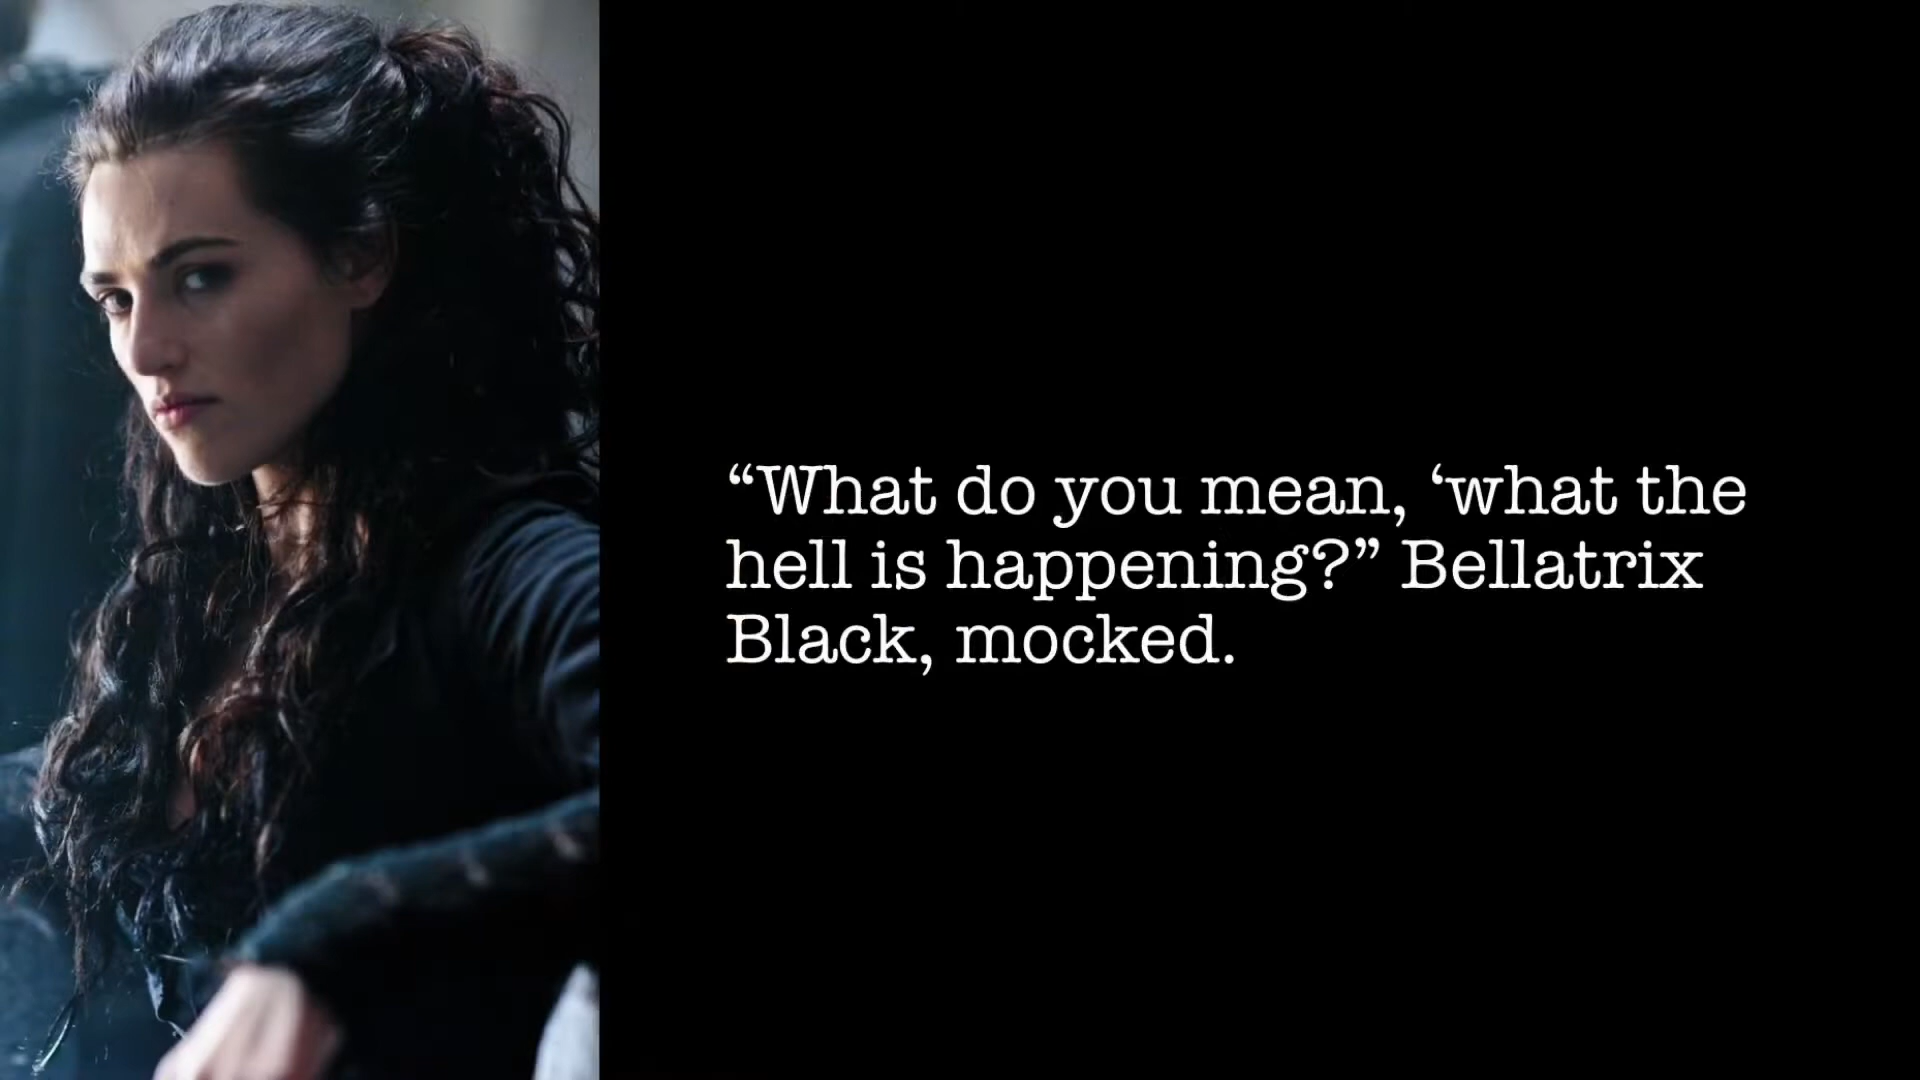 “What do you mean, ‘what the
hell is happening?” Bellatrix
Black, mocked.